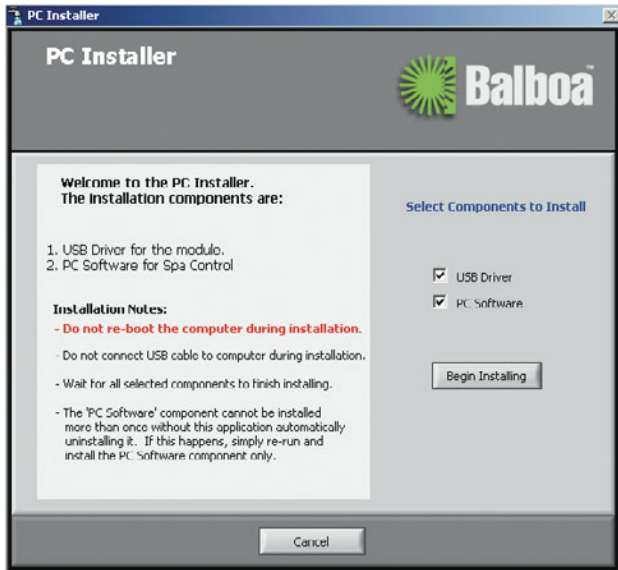 PC Installer
PC Installer
Balboa™
Welcome to the PC Installer.
The installation components are:
1. USB Driver for the module.
2. PC Software for Spa Control
Installation Notes:
- Do not re-boot the computer during installation.
- Do not connect USB cable to computer during installation.
- Wait for all selected components to finish installing.
- The 'PC Software' component cannot be installed
more than once without this application automatically
uninstalling it. If this happens, simply re-run and
install the PC Software component only.
Select Components to Install
USB Driver
PC Software
Begin Installing
Cancel